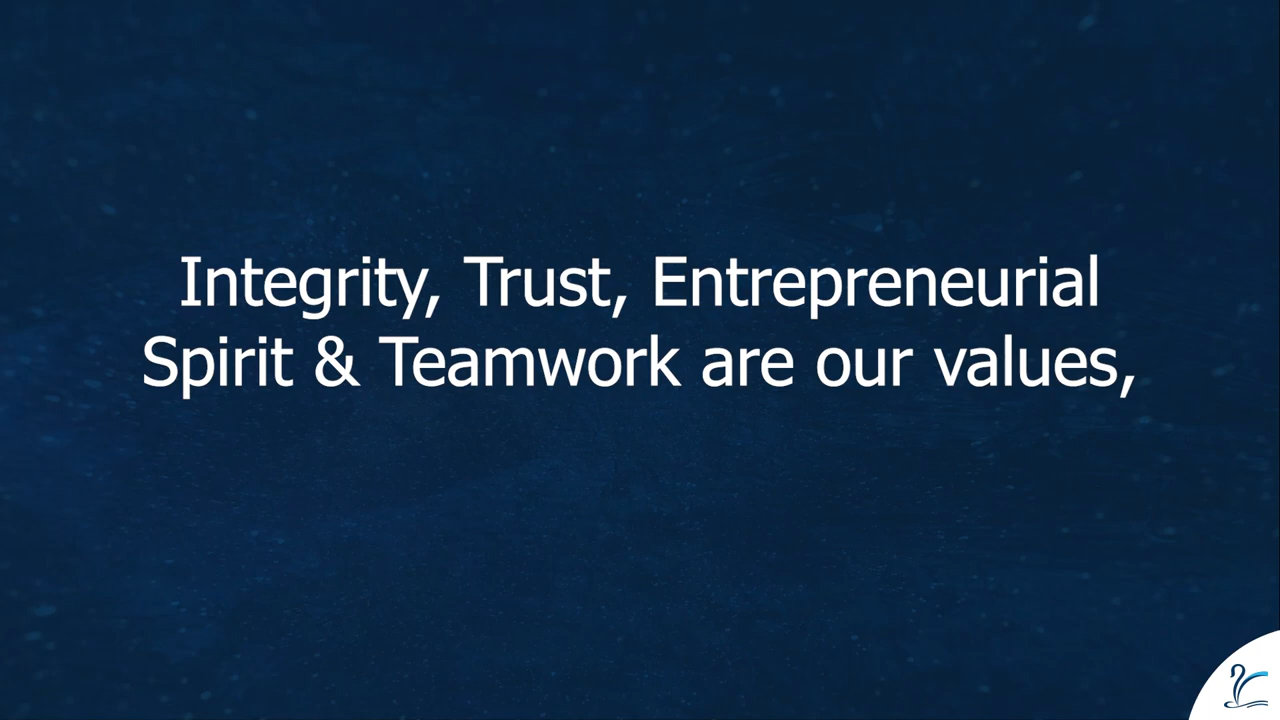 Integrity, Trust, Entrepreneurial
Spirit & Teamwork are our values,